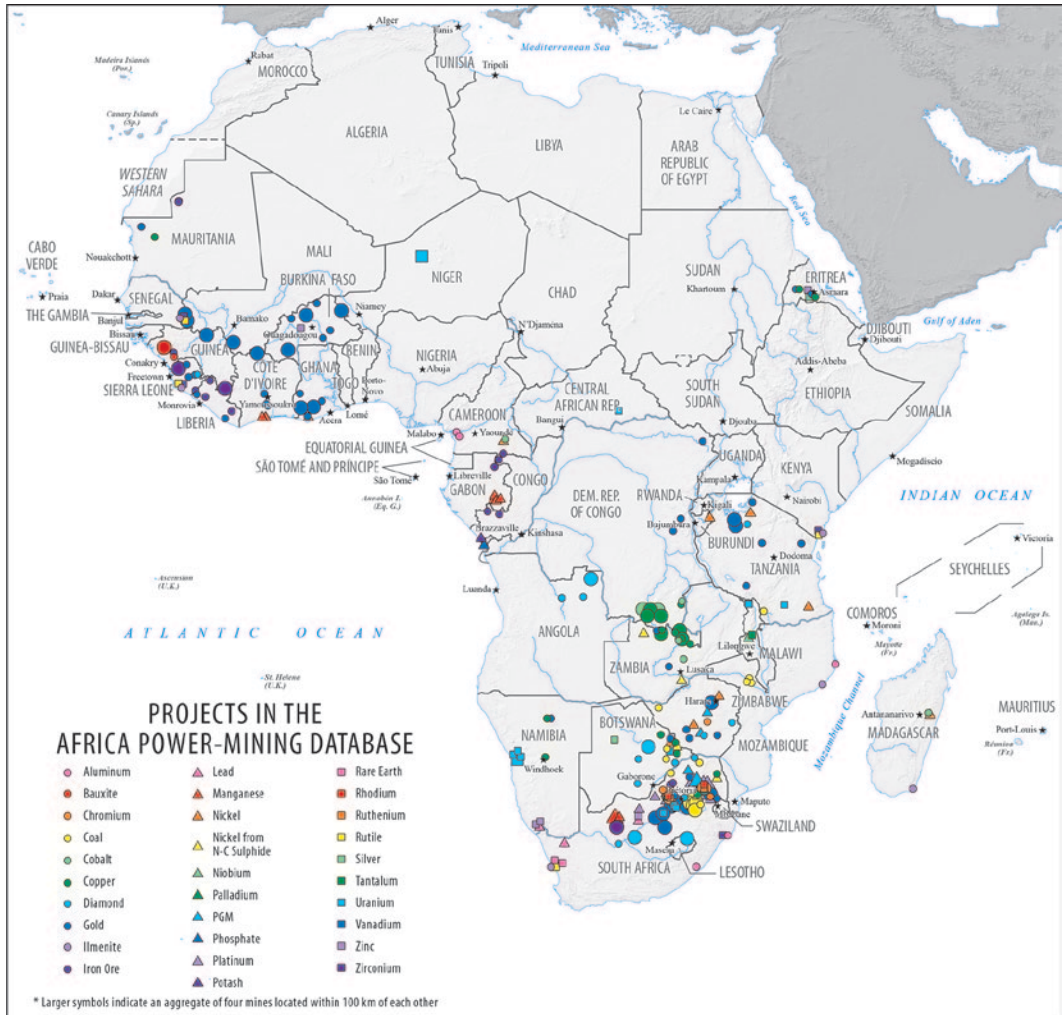 Alger
Tunis
Mediterranean Sea
Madeira Islands
(Por.)
Rabat
MOROCCO
TUNISIA
Tripoli
Canary Islands
(Sp.)
Le Caire
ALGERIA
LIBYA
ARAB
REPUBLIC
OF EGYPT
WESTERN
SAHARA
Red Sea
MAURITANIA
CABO
VERDE
Nouakchott
MALI
NIGER
CHAD
SUDAN
ERITREA
Praia
Dakar
SENEGAL
BURKINA FASO
Khartoum
Asmara
THE GAMBIA
Banjul
Bamako
Niamey
Gulf of Aden
Bissau
Ouagadougou
N'Djaména
DJIBOUTI
Djibouti
GUINEA-BISSAU
GUINEA
BENIN
NIGERIA
Conakry
CÔTE
D'IVOIRE
GHANA
TOGO
Abuja
Addis-Abeba
Freetown
SIERRA LEONE
Porto-
Novo
CENTRAL
AFRICAN REP.
SOUTH
SUDAN
ETHIOPIA
SOMALIA
Yamoussoukro
Monrovia
Accra
Lomé
CAMEROON
LIBERIA
Malabo
Yaoundé
Bangui
Djouba
EQUATORIAL GUINEA
UGANDA
KENYA
SÃO TOMÉ AND PRÍNCIPE
São Tomé
Libreville
CONGO
Kampala
Mogadiscio
GABON
DEM. REP.
OF CONGO
RWANDA
Kigali
Nairobi
INDIAN OCEAN
Annobón I.
(Eq. G.)
Brazzaville
Kinshasa
Bujumbura
BURUNDI
Victoria
Dodoma
SEYCHELLES
TANZANIA
Ascension
(U.K.)
Luanda
COMOROS
Moroni
Agalega Is.
(Mau.)
ATLANTIC OCEAN
ANGOLA
Mayotte
(Fr.)
Lilongwe
MALAWI
ZAMBIA
Lusaka
St. Helene
(U.K.)
ZIMBABWE
Harare
Mozambique Channel
Antananarivo
MAURITIUS
Port-Louis
MADAGASCAR
Réunion
(Fr.)
BOTSWANA
NAMIBIA
MOZAMBIQUE
Windhoek
Gaborone
Maputo
Mbabane
SWAZILAND
Maseru
SOUTH AFRICA
LESOTHO
PROJECTS IN THE
AFRICA POWER-MINING DATABASE
Aluminum
Bauxite
Chromium
Coal
Cobalt
Copper
Diamond
Gold
Ilmenite
Iron Ore
Lead
Manganese
Nickel
Nickel from
N-C Sulphide
Niobium
Palladium
PGM
Phosphate
Platinum
Potash
Rare Earth
Rhodium
Ruthenium
Rutile
Silver
Tantalum
Uranium
Vanadium
Zinc
Zirconium
* Larger symbols indicate an aggregate of four mines located within 100 km of each other